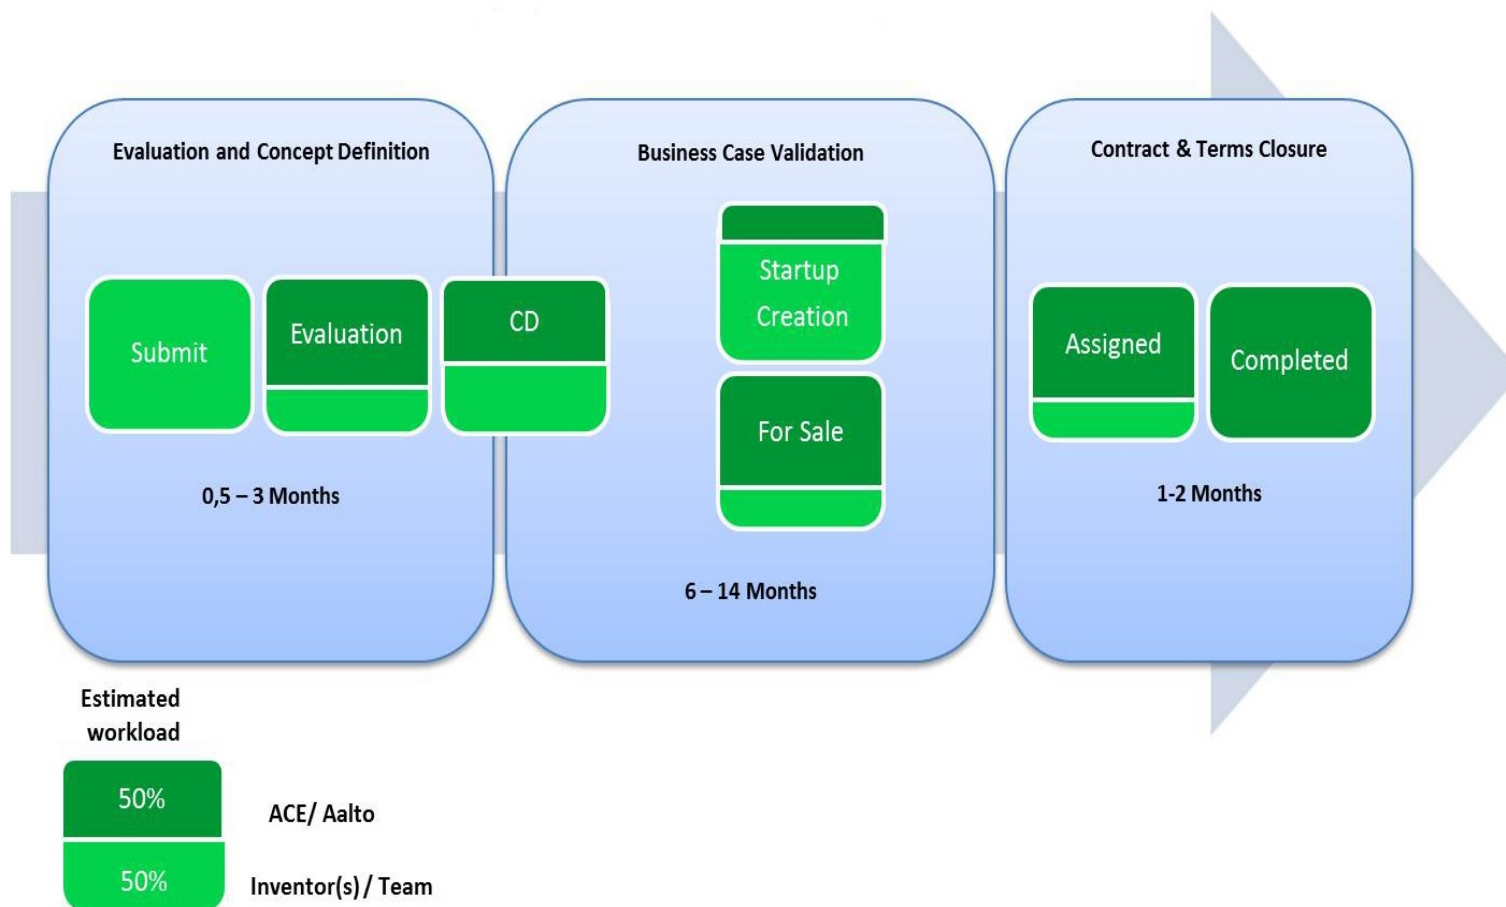 Evaluation and Concept Definition
Submit
Evaluation
CD
0,5 – 3 Months
Business Case Validation
Startup
Creation
For Sale
6 – 14 Months
Contract & Terms Closure
Assigned
Completed
1-2 Months
Estimated
workload
50%
ACE/ Aalto
50%
Inventor(s) / Team